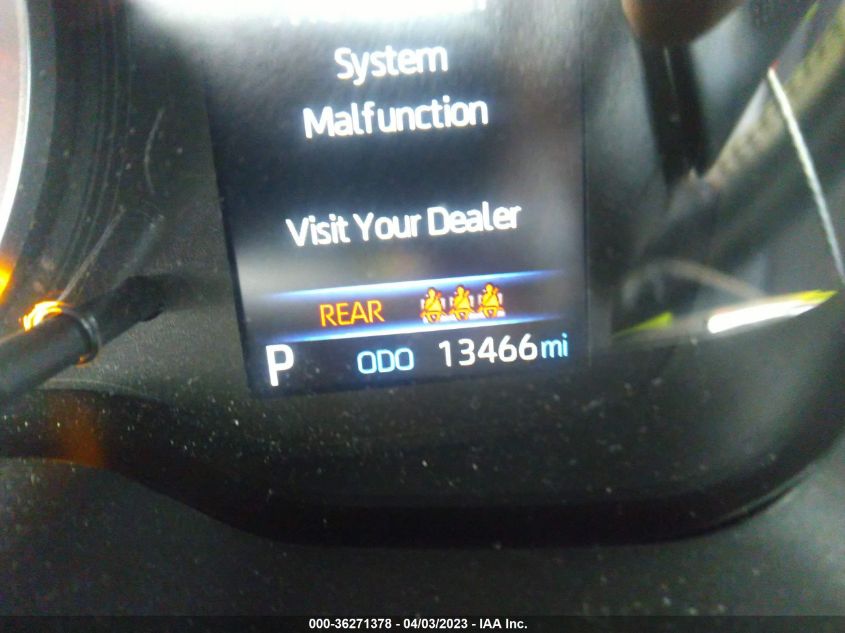 System
Malfunction
Visit Your Dealer
REAR
P ODO 13466 mi
000-36271378 - 04/03/2023 - IAA Inc.